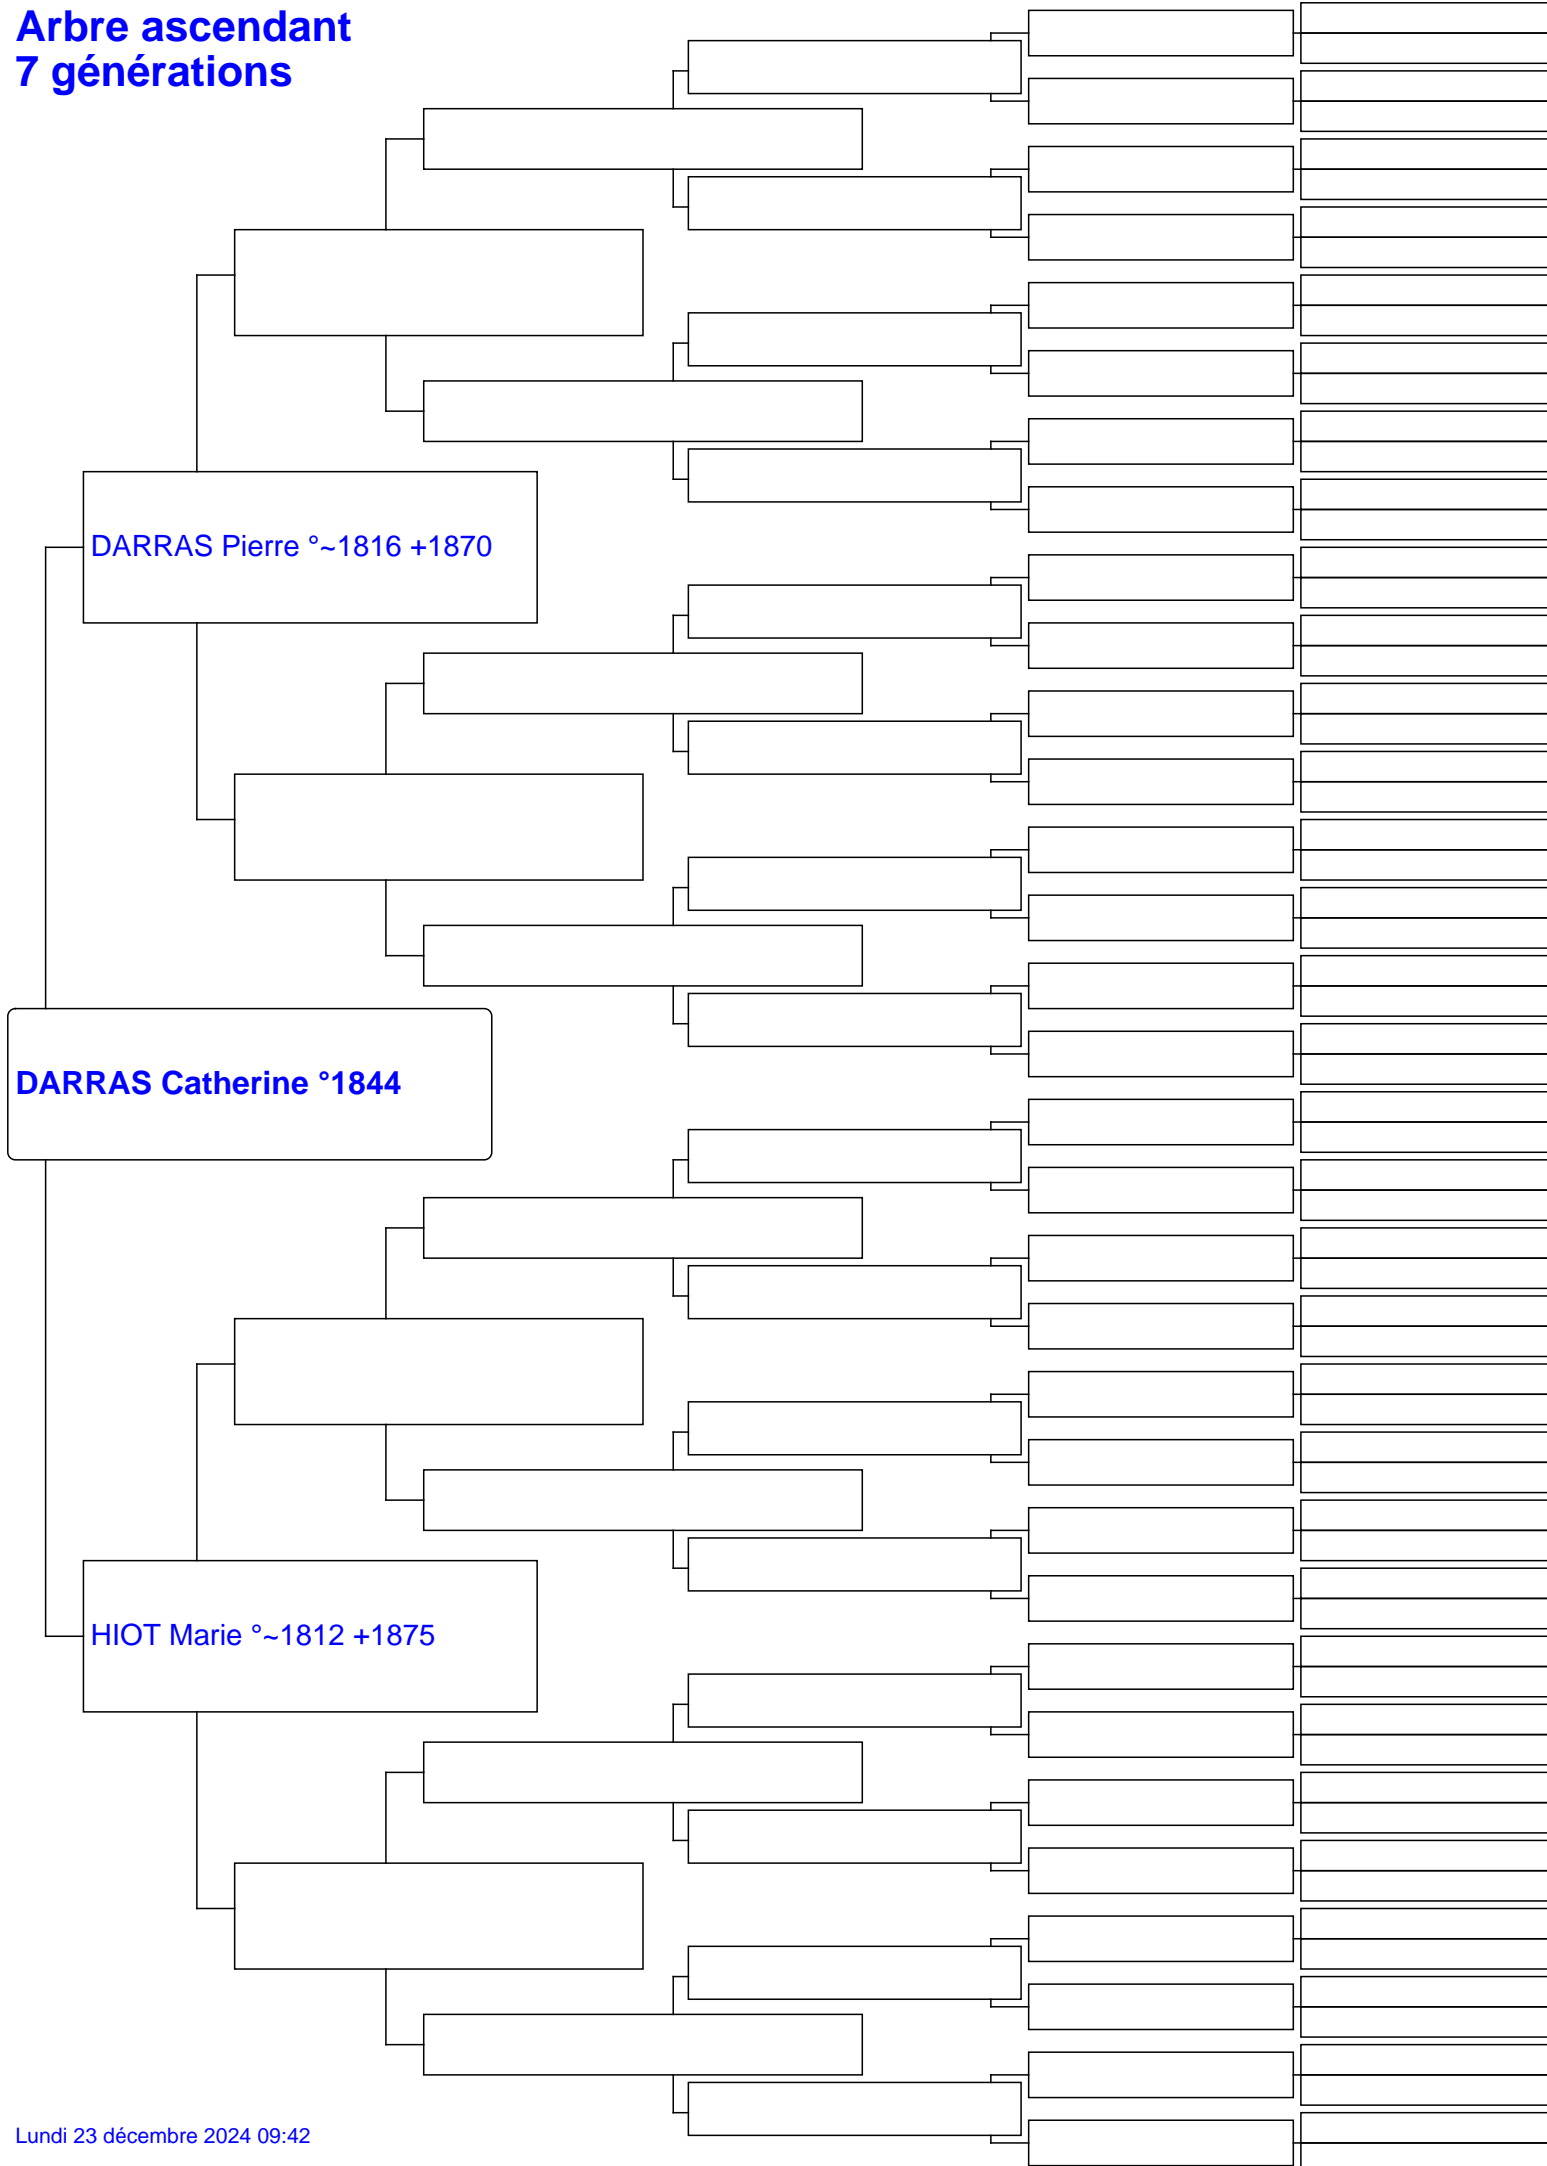 Arbre ascendant
7 générations
DARRAS Pierre °~1816 +1870
DARRAS Catherine °1844
HIOT Marie °~1812 +1875
Lundi 23 décembre 2024 09:42